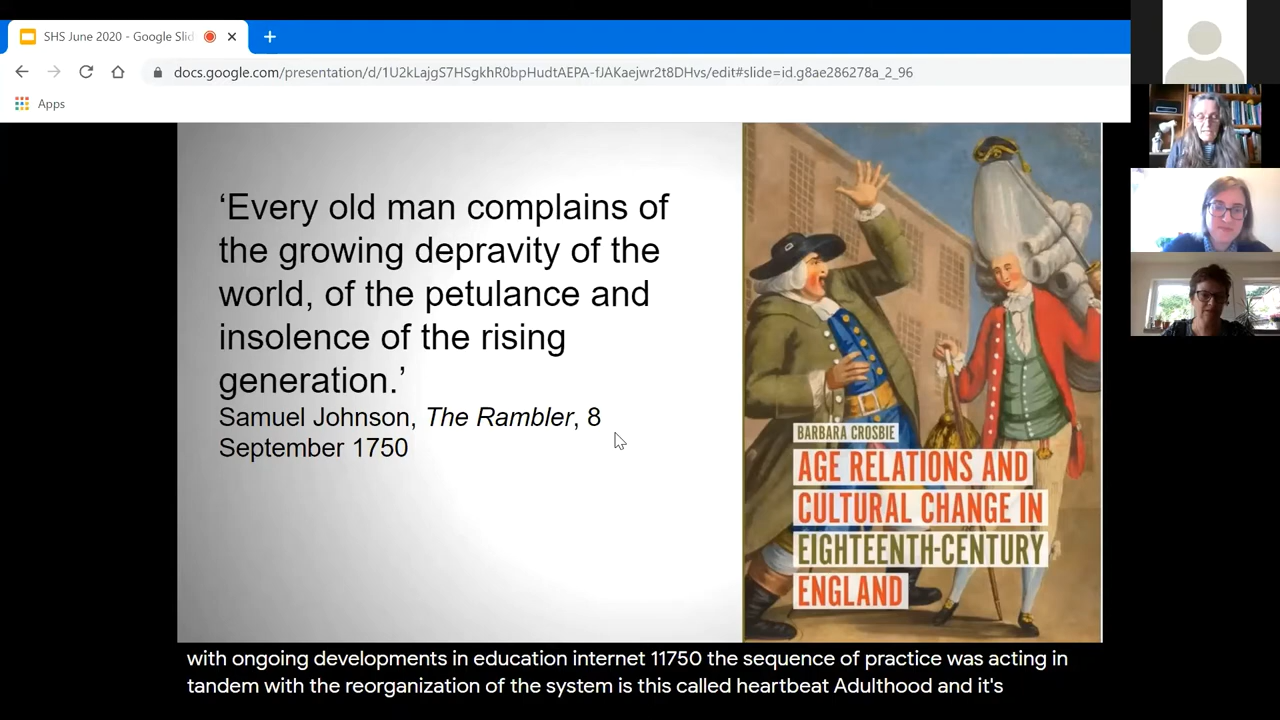 SHS June 2020 - Google Slid
docs.google.com/presentation/d/1U2kLajgS7HSgkhR0bpHudtAEPA-fJAKaejwr2t8DHvs/edit#slide=id.g8ae286278a_2_96
Apps
‘Every old man complains of
the growing depravity of the
world, of the petulance and
insolence of the rising
generation.’
Samuel Johnson, The Rambler, 8
September 1750
BARBARA CROSBIE
AGE RELATIONS AND
CULTURAL CHANGE IN
EIGHTEENTH-CENTURY
ENGLAND
with ongoing developments in education internet 11750 the sequence of practice was acting in
tandem with the reorganization of the system is this called heartbeat Adulthood and it's